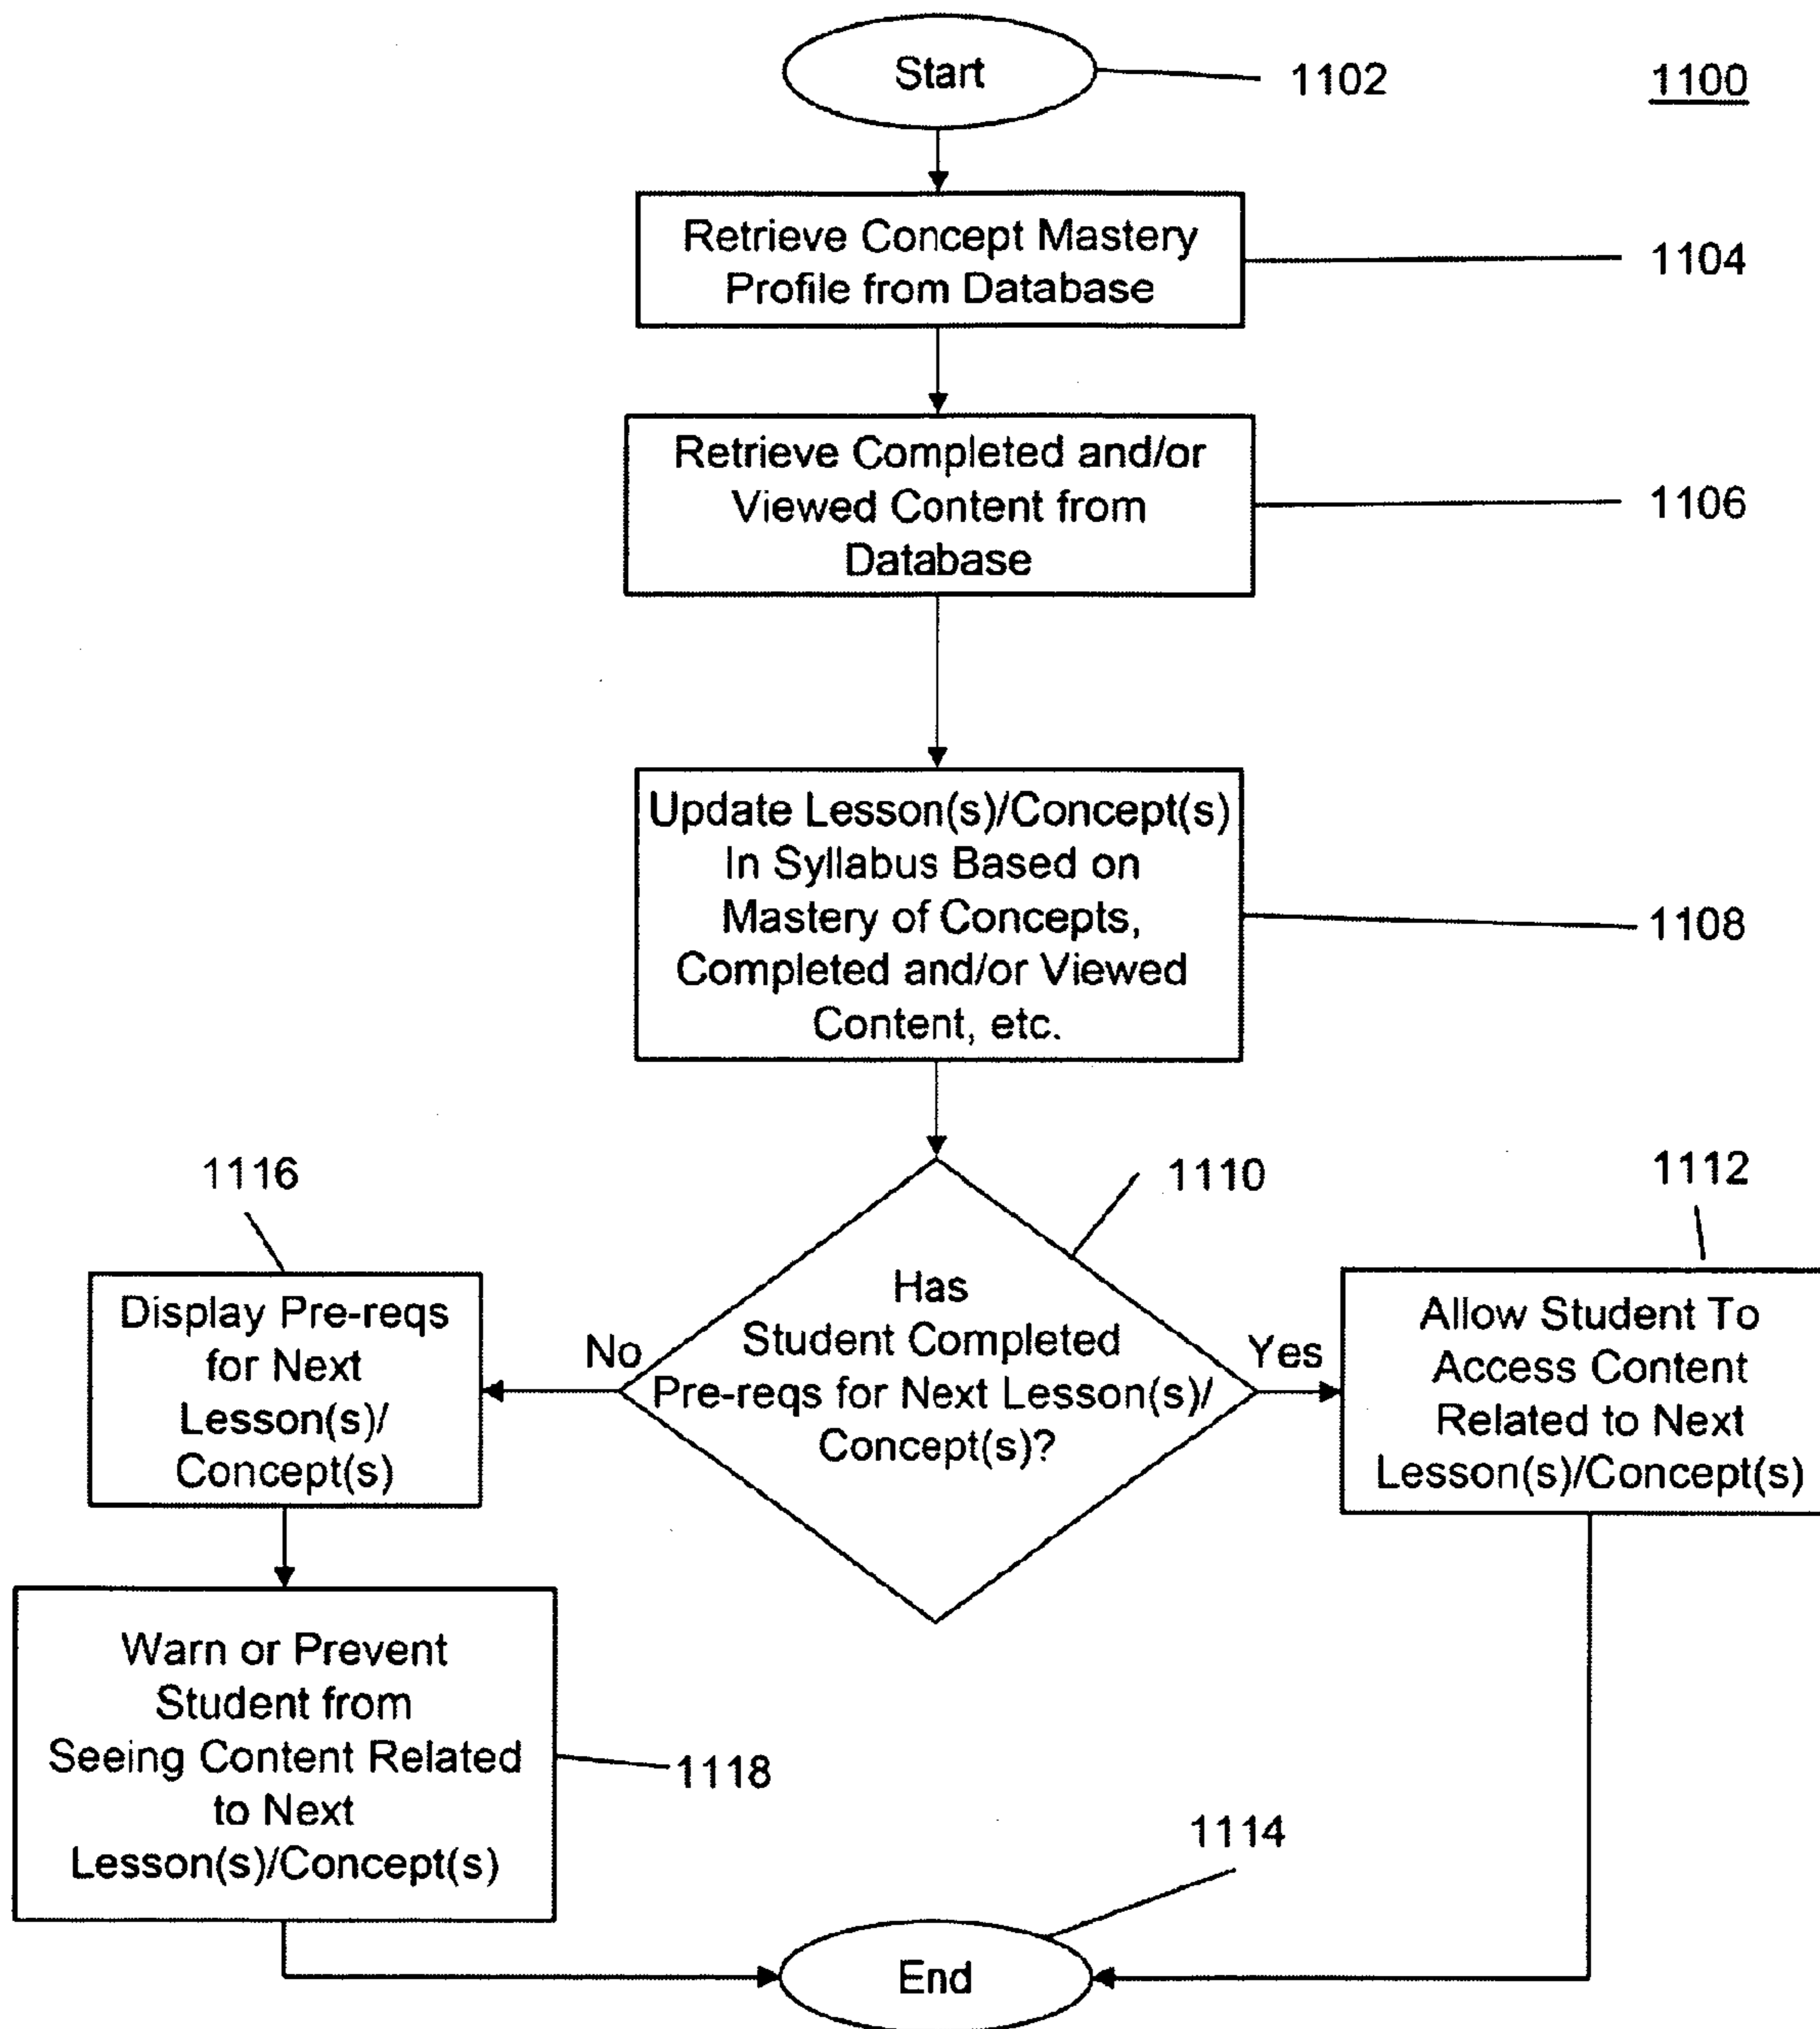 Start
1102
1100
Retrieve Concept Mastery
Profile from Database
1104
Retrieve Completed and/or
Viewed Content from
Database
1106
Update Lesson(s)/Concept(s)
In Syllabus Based on
Mastery of Concepts,
Completed and/or Viewed
Content, etc.
1108
1116
1110
1112
Display Pre-reqs
for Next
Lesson(s)/
Concept(s)
No
Has
Student Completed
Pre-reqs for Next Lesson(s)/
Concept(s)?
Yes
Allow Student To
Access Content
Related to Next
Lesson(s)/Concept(s)
Warn or Prevent
Student from
Seeing Content Related
to Next
Lesson(s)/Concept(s)
1118
1114
End